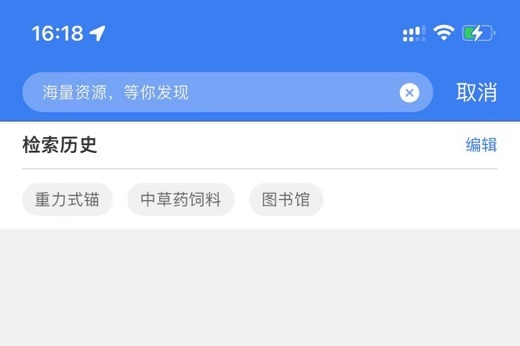 16:18
海量资源，等你发现
取消
检索历史
编辑
重力式锚
中草药饲料
图书馆